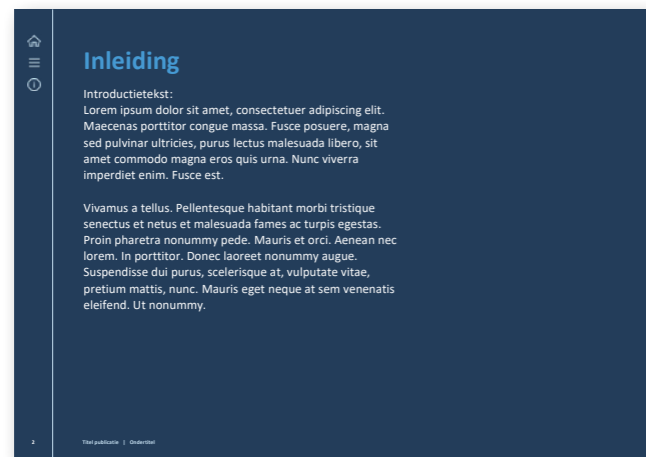 Inleiding
Introductietekst:
Lorem ipsum dolor sit amet, consectetuer adipiscing elit.
Maecenas porttitor congue massa. Fusce posuere, magna
sed pulvinar ultricies, purus lectus malesuada libero, sit
amet commodo magna eros quis urna. Nunc viverra
imperdiet enim. Fusce est.
Vivamus a tellus. Pellentesque habitant morbi tristique
senectus et netus et malesuada fames ac turpis egestas.
Proin pharetra nonummy pede. Mauris et orci. Aenean nec
lorem. In porttitor. Donec laoreet nonummy augue.
Suspendisse dui purus, scelerisque at, vulputate vitae,
pretium mattis, nunc. Mauris eget neque at sem venenatis
eleifend. Ut nonummy.
2 Titel publicatie | Ondertitel